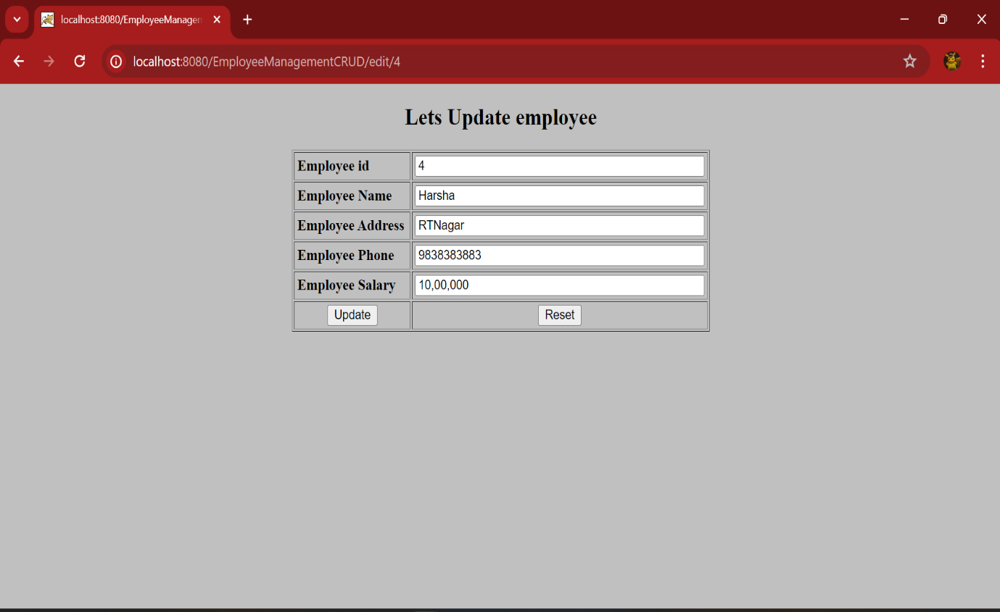 localhost:8080/EmployeeManagem
localhost:8080/EmployeeManagementCRUD/edit/4
Lets Update employee
Employee id 4
Employee Name Harsha
Employee Address RTNagar
Employee Phone 9838383883
Employee Salary 10,00,000
Update Reset